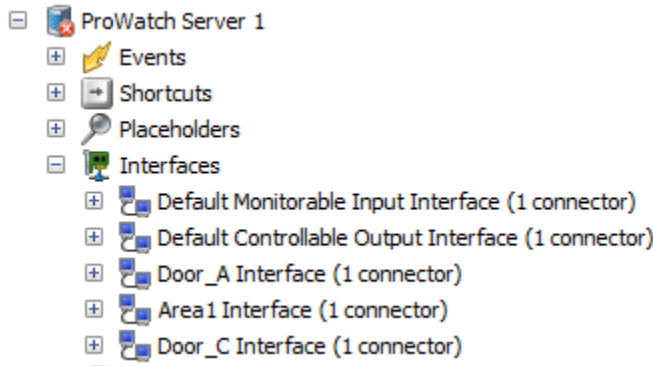 ProWatch Server 1
Events
Shortcuts
Placeholders
Interfaces
Default Monitorable Input Interface (1 connector)
Default Controllable Output Interface (1 connector)
Door_A Interface (1 connector)
Area1 Interface (1 connector)
Door_C Interface (1 connector)